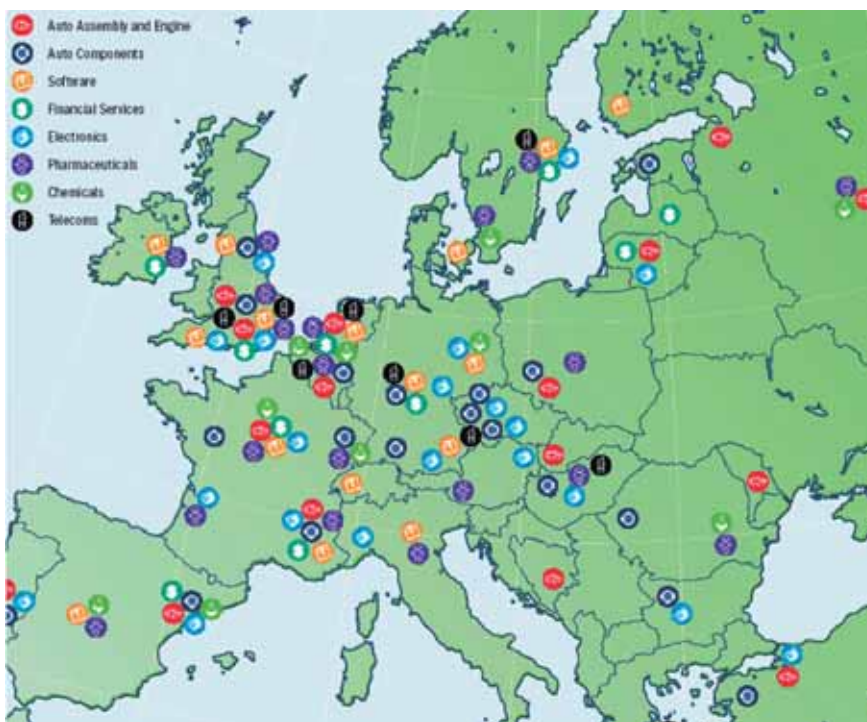 Auto Assembly and Engine
Auto Components
Software
Financial Services
Electronics
Pharmaceuticals
Chemicals
Telecoms